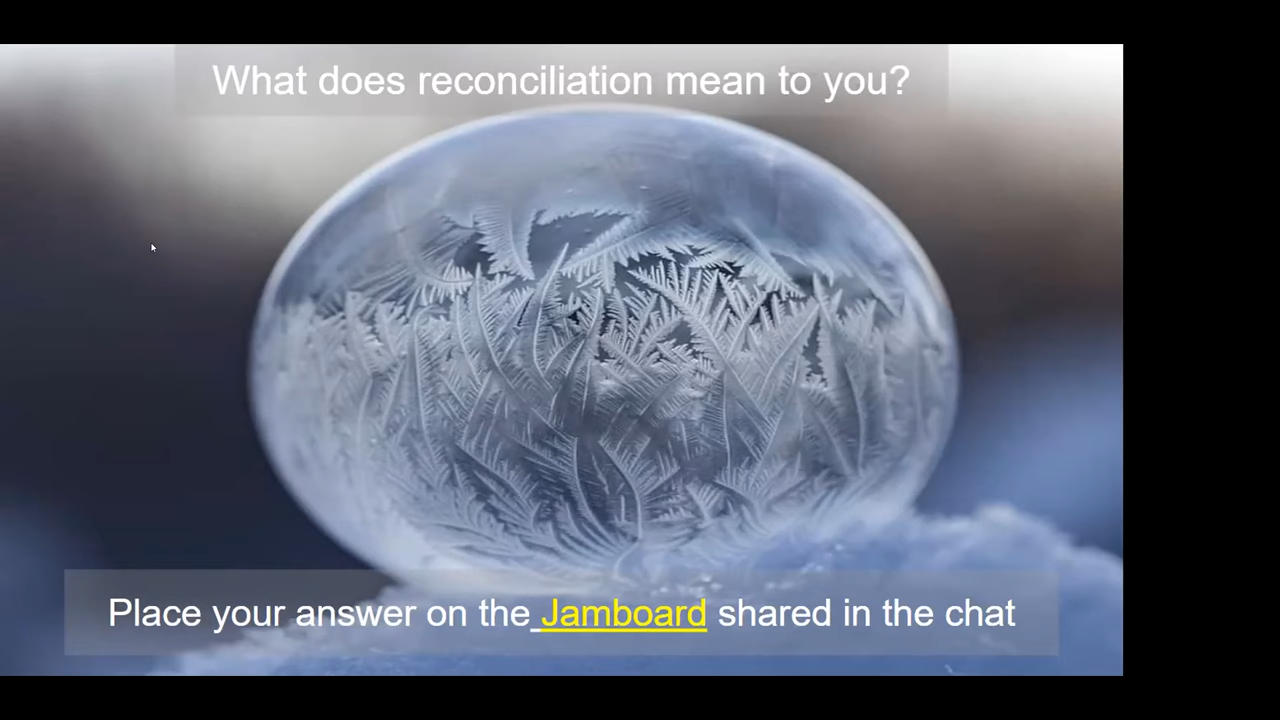 What does reconciliation mean to you?
Place your answer on the Jamboard shared in the chat